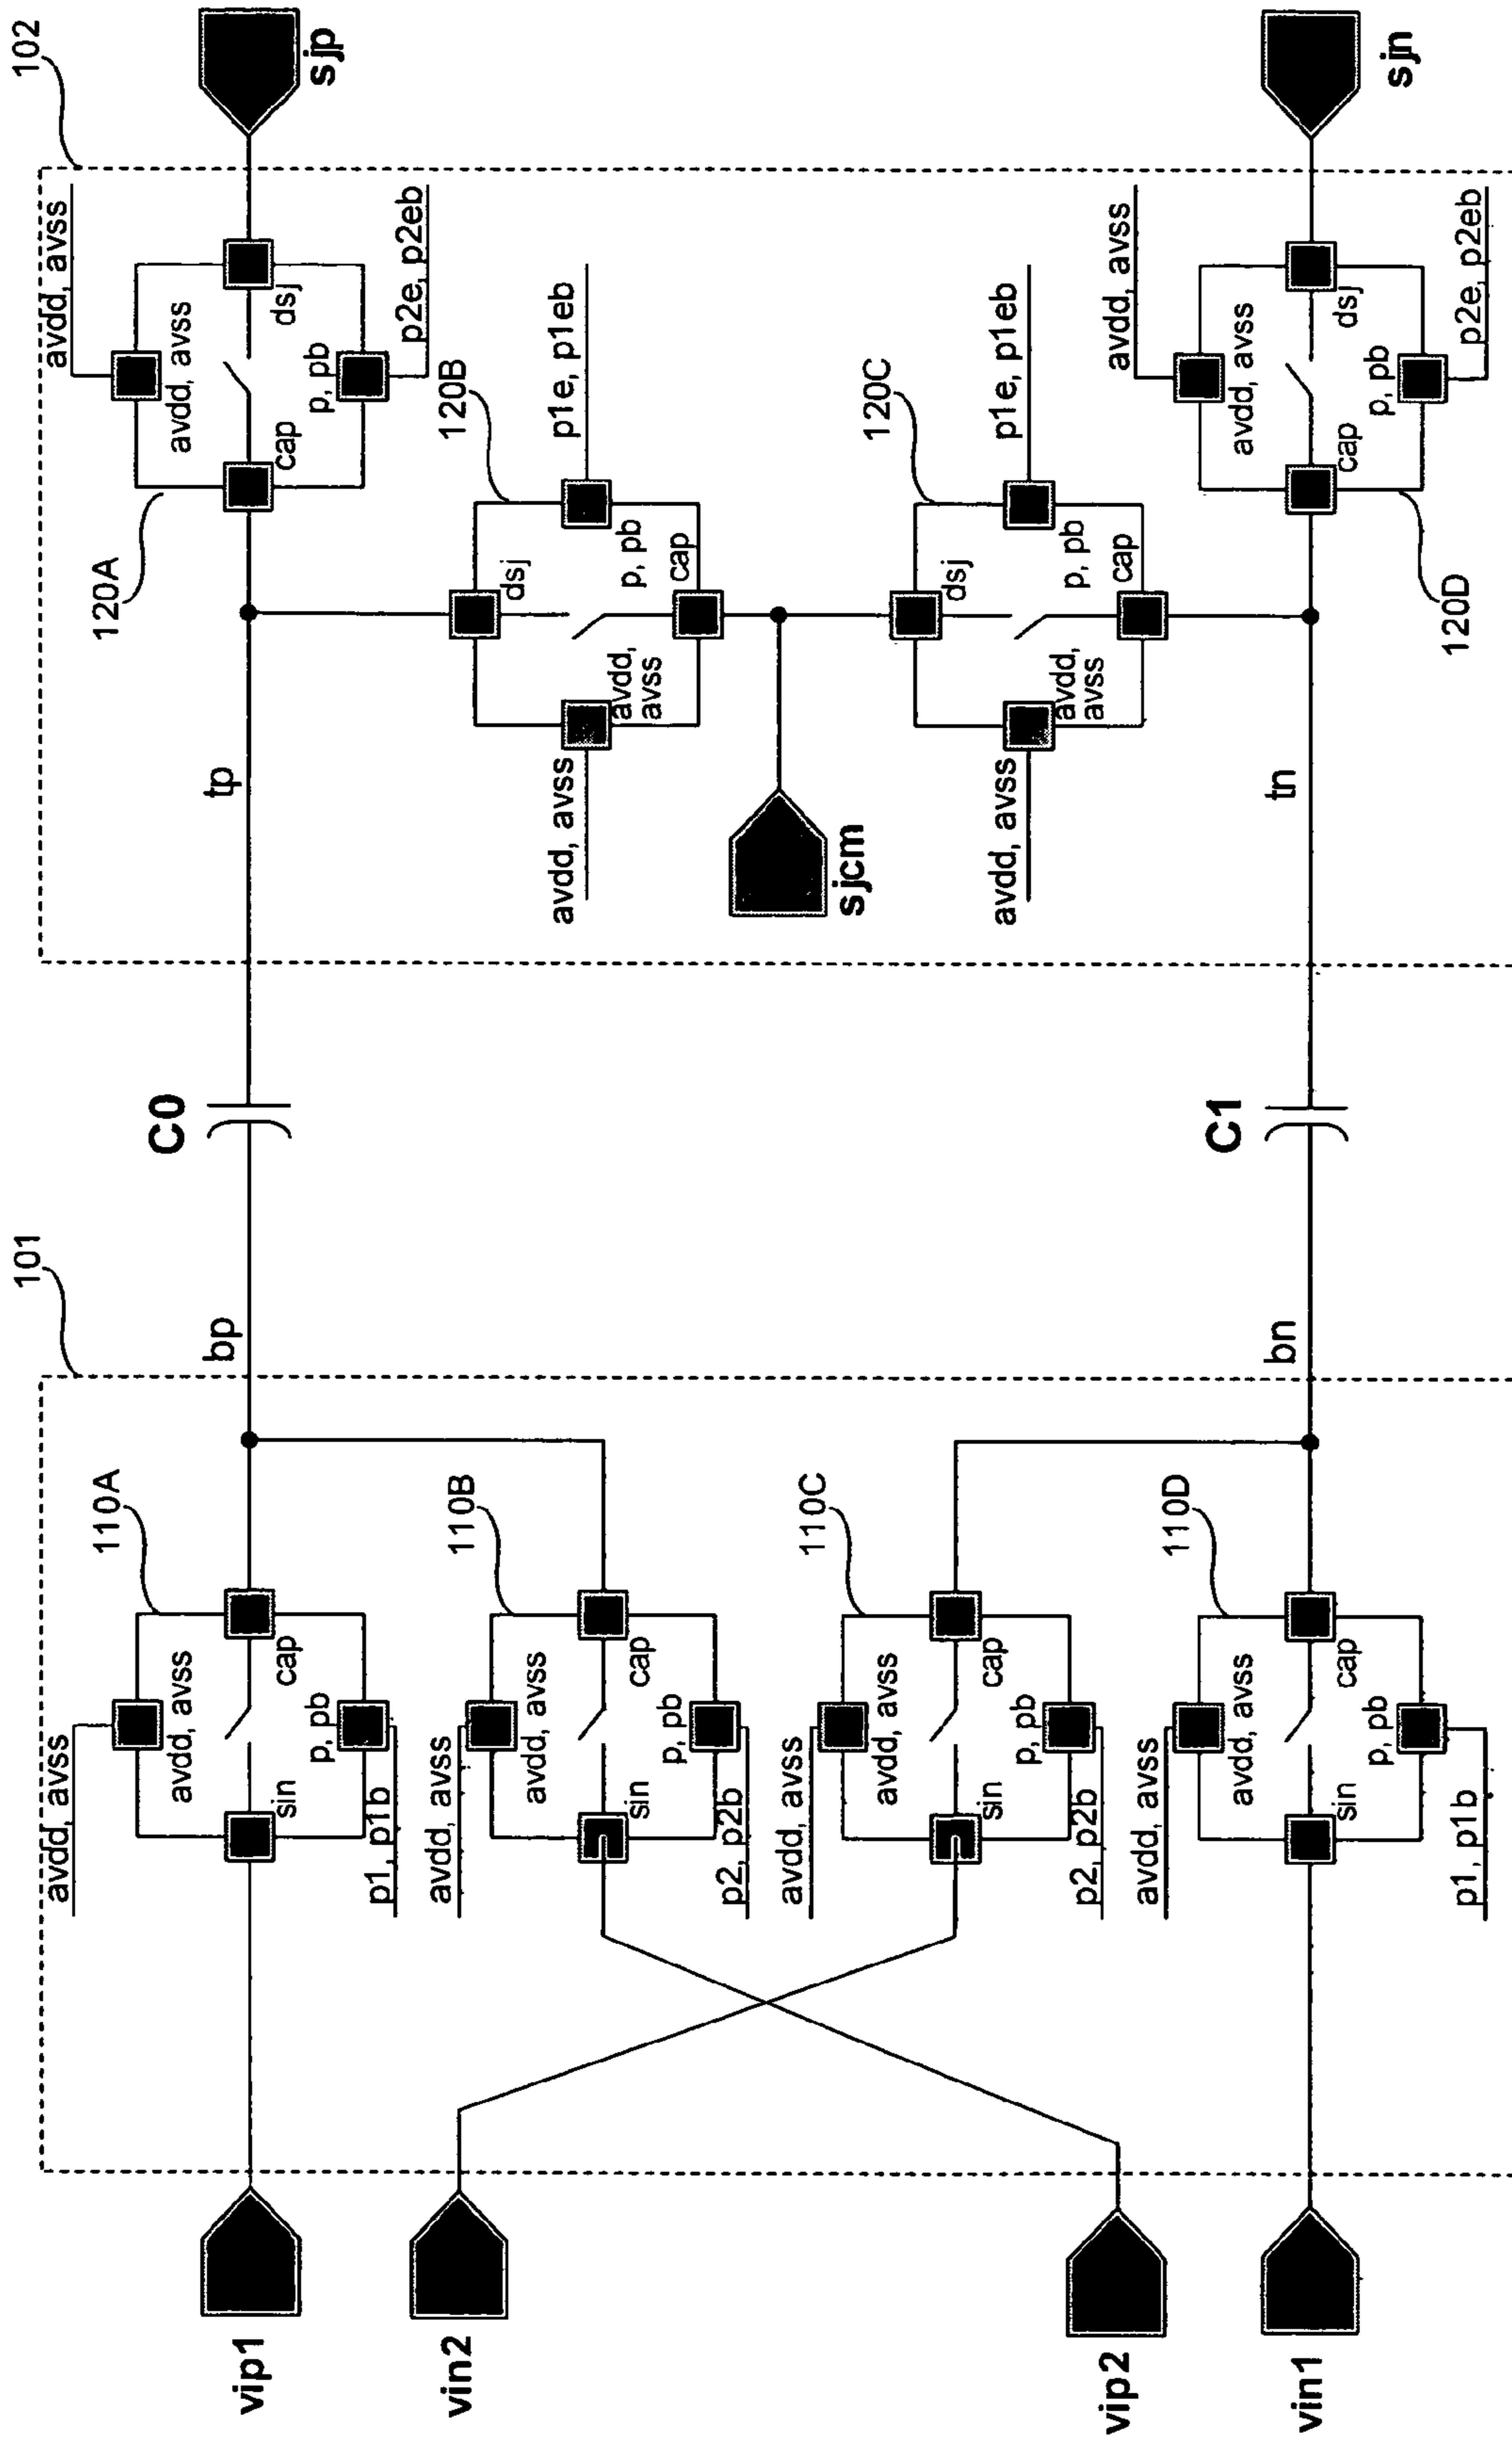 101
102
vip1
avdd, avss
avdd, avss
sin
cap
p, pb
p1, p1b
110A
bp
C0
tp
120A
avdd, avss
avdd, avss
cap
dsj
p, pb
p2e, p2eb
sjp
vin2
avdd, avss
avdd, avss
sin
cap
p, pb
p2, p2b
110B
avdd, avss
avdd,
avss
dsj
p, pb
cap
120B
p1e, p1eb
sjcm
avdd, avss
avdd, avss
sin
cap
p, pb
p2, p2b
110C
avdd, avss
avdd,
avss
dsj
p, pb
cap
120C
p1e, p1eb
vip2
vin1
avdd, avss
avdd, avss
sin
cap
p, pb
p1, p1b
110D
bn
C1
tn
avdd, avss
avdd, avss
cap
dsj
p, pb
p2e, p2eb
120D
sjn